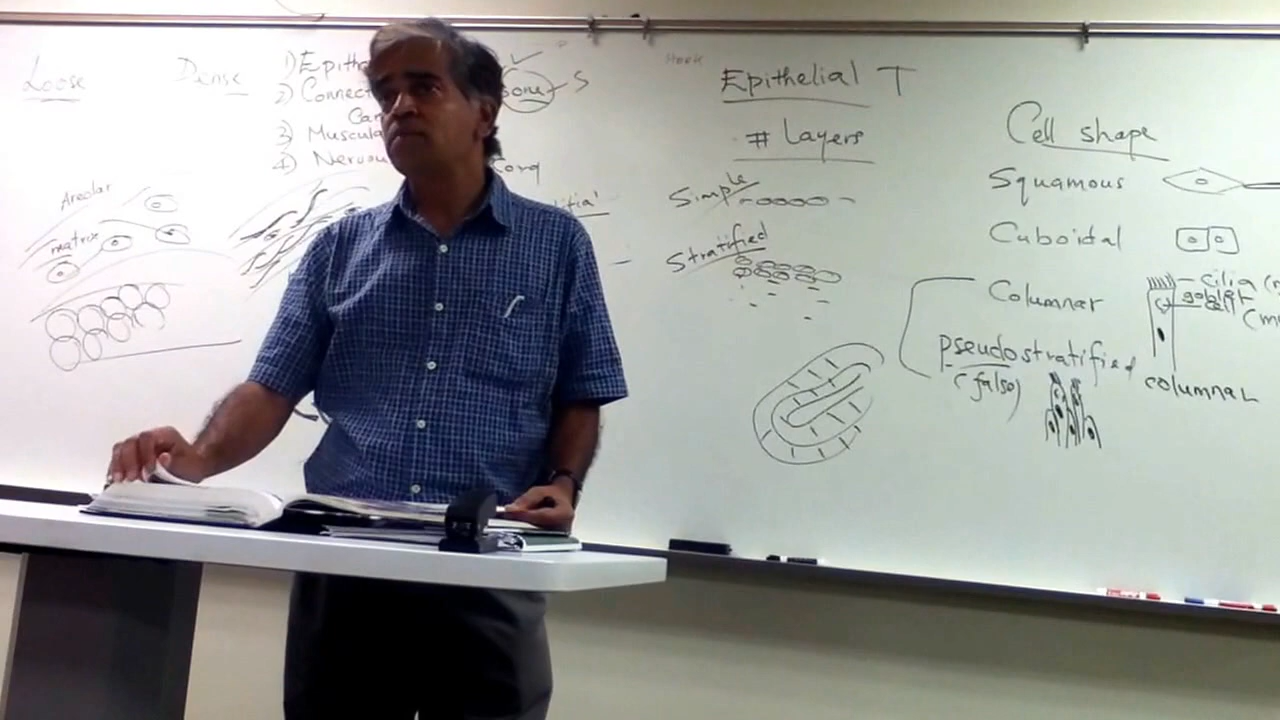 Loose
Dense
1) Epith
2) Connect
Car
3) Muscula
4) Nervou
S
Areolar
matrix
Epithelial T
# Layers
Simple
Stratified
Cell shape
Squamous
Cuboidal
Columnar
pseudostratified
(false)
cilia
goblet
cell
columnar